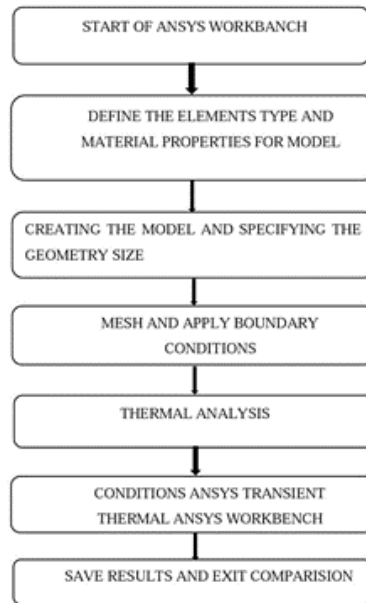 START OF ANSYS WORKBANCH
DEFINE THE ELEMENTS TYPE AND
MATERIAL PROPERTIES FOR MODEL
CREATING THE MODEL AND SPECIFYING THE
GEOMETRY SIZE
MESH AND APPLY BOUNDARY
CONDITIONS
THERMAL ANALYSIS
CONDITIONS ANSYS TRANSIENT
THERMAL ANSYS WORKBENCH
SAVE RESULTS AND EXIT COMPARISION